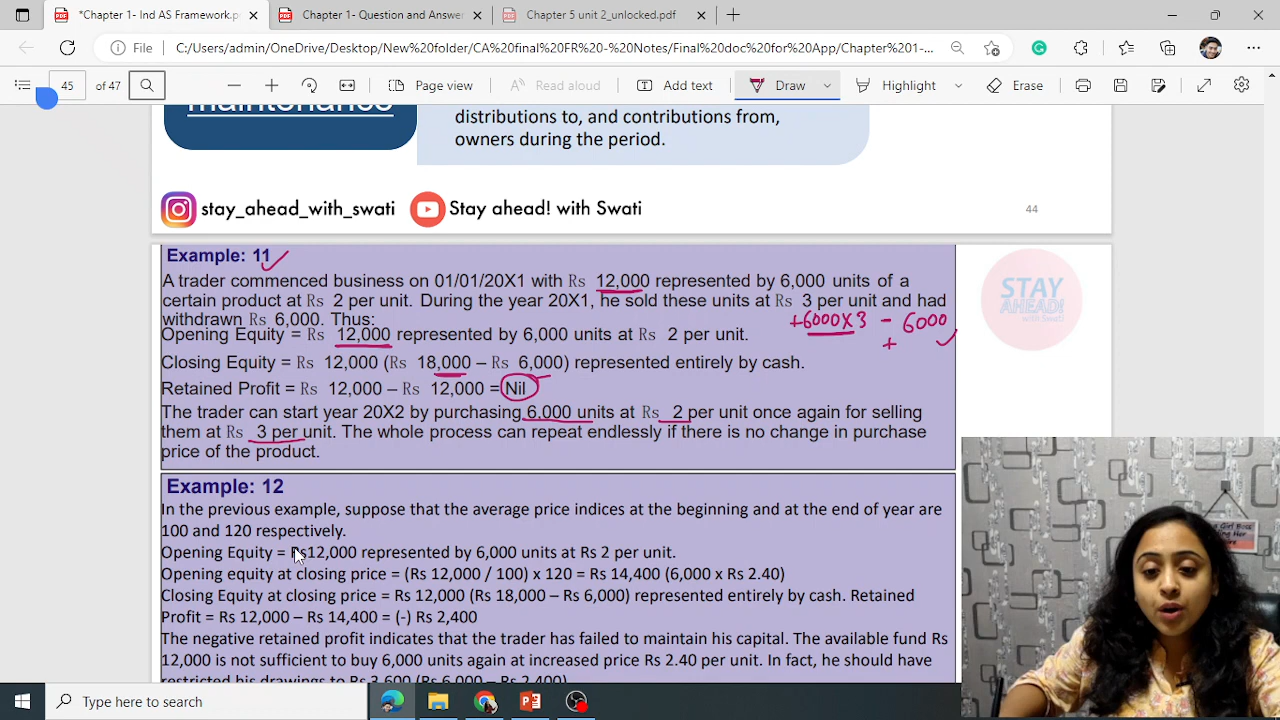 *Chapter 1- Ind AS Framework.p
Chapter 1 - Question and Answer
Chapter 5 unit 2_unlocked.pdf
File
C:/Users/admin/OneDrive/Desktop/New%20folder/CA%20final%20FR%20-%20Notes/Final%20doc%20for%20App/Chapter%201-...
45 of 47
Page view
Read aloud
Add text
Draw
Highlight
Erase
maintenance
distributions to, and contributions from,
owners during the period.
stay_ahead_with_swati
Stay ahead! with Swati
44
Example: 11
A trader commenced business on 01/01/20X1 with Rs 12,000 represented by 6,000 units of a
certain product at Rs 2 per unit. During the year 20X1, he sold these units at Rs 3 per unit and had
withdrawn Rs 6,000. Thus:
+6000X3 - 6000
+
Opening Equity = Rs 12,000 represented by 6,000 units at Rs 2 per unit.
Closing Equity = Rs 12,000 (Rs 18,000 – Rs 6,000) represented entirely by cash.
Retained Profit = Rs 12,000 – Rs 12,000 = Nil
The trader can start year 20X2 by purchasing 6,000 units at Rs 2 per unit once again for selling
them at Rs 3 per unit. The whole process can repeat endlessly if there is no change in purchase
price of the product.
STAY
AHEAD!
with Swati
Example: 12
In the previous example, suppose that the average price indices at the beginning and at the end of year are
100 and 120 respectively.
Opening Equity = Rs12,000 represented by 6,000 units at Rs 2 per unit.
Opening equity at closing price = (Rs 12,000 / 100) x 120 = Rs 14,400 (6,000 x Rs 2.40)
Closing Equity at closing price = Rs 12,000 (Rs 18,000 – Rs 6,000) represented entirely by cash. Retained
Profit = Rs 12,000 – Rs 14,400 = (-) Rs 2,400
The negative retained profit indicates that the trader has failed to maintain his capital. The available fund Rs
12,000 is not sufficient to buy 6,000 units again at increased price Rs 2.40 per unit. In fact, he should have
restricted his drawings to Rs 3,600 (Rs 6,000 – Rs 2,400)
Type here to search